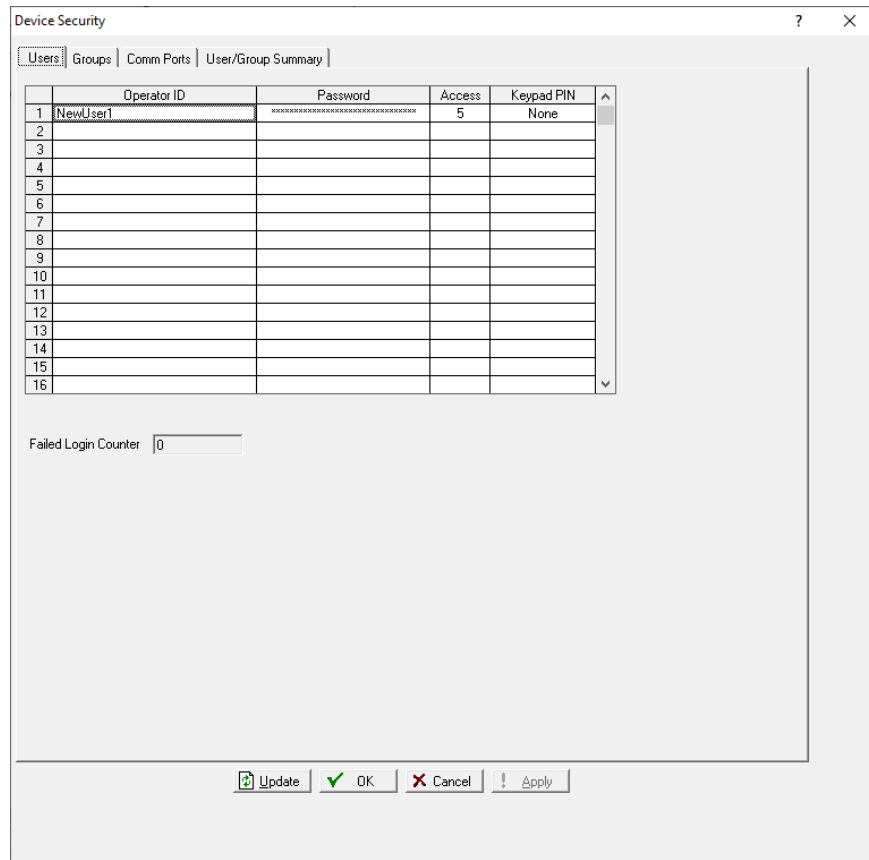 Device Security ?
Users Groups Comm Ports User/Group Summary
Operator ID Password Access Keypad PIN
1 NewUser1 ******************************** 5 None
2
3
4
5
6
7
8
9
10
11
12
13
14
15
16
Failed Login Counter 0
Update OK Cancel ! Apply